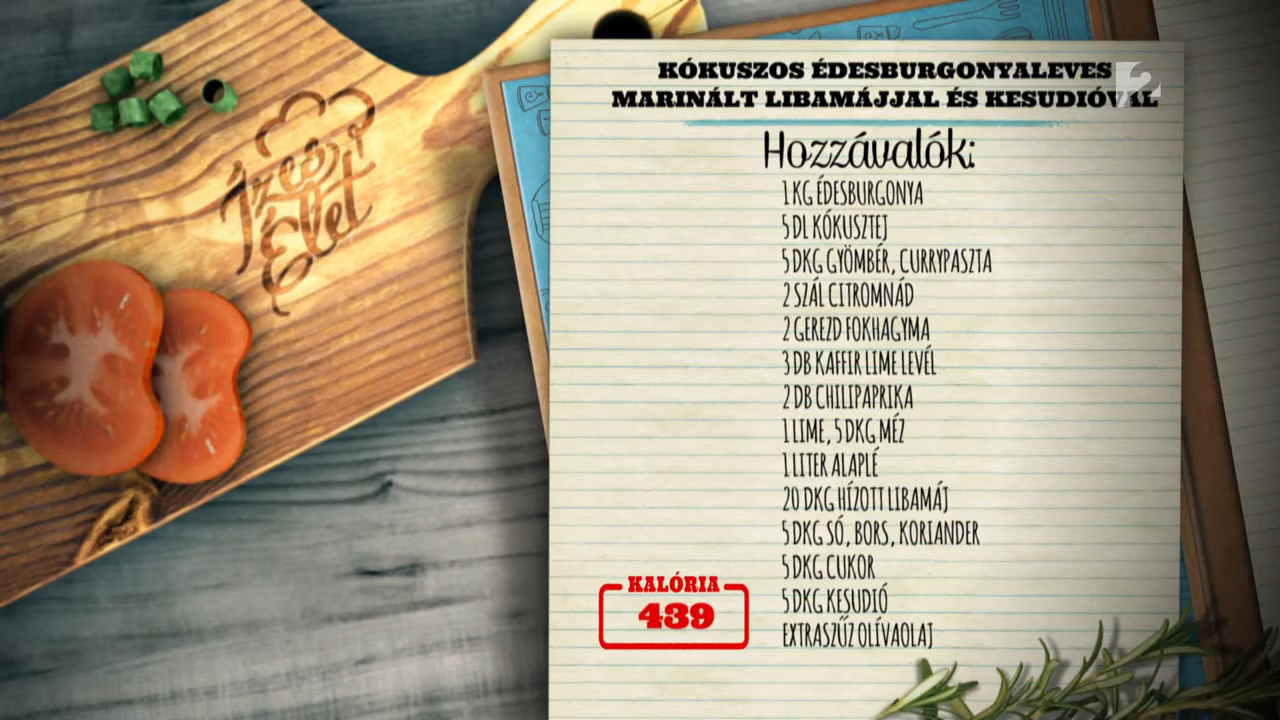 KÓKUSZOS ÉDESBURGONYALEVES
MARINÁLT LIBAMÁJJAL ÉS KESUDIÓVAL
Hozzávalók:
1 KG ÉDESBURGONYA
5 DL KÓKUSZTEJ
5 DKG GYÖMBÉR, CURRYPASZTA
2 SZÁL CITROMNÁD
2 GEREZD FOKHAGYMA
3 DB KAFFIR LIME LEVÉL
2 DB CHILIPAPRIKA
1 LIME, 5 DKG MÉZ
1 LITER ALAPLÉ
20 DKG HÍZOTT LIBAMÁJ
5 DKG SÓ, BORS, KORIANDER
5 DKG CUKOR
5 DKG KESUDIÓ
EXTRASZŰZ OLÍVAOLAJ
KALÓRIA
439
Ízes
Élet